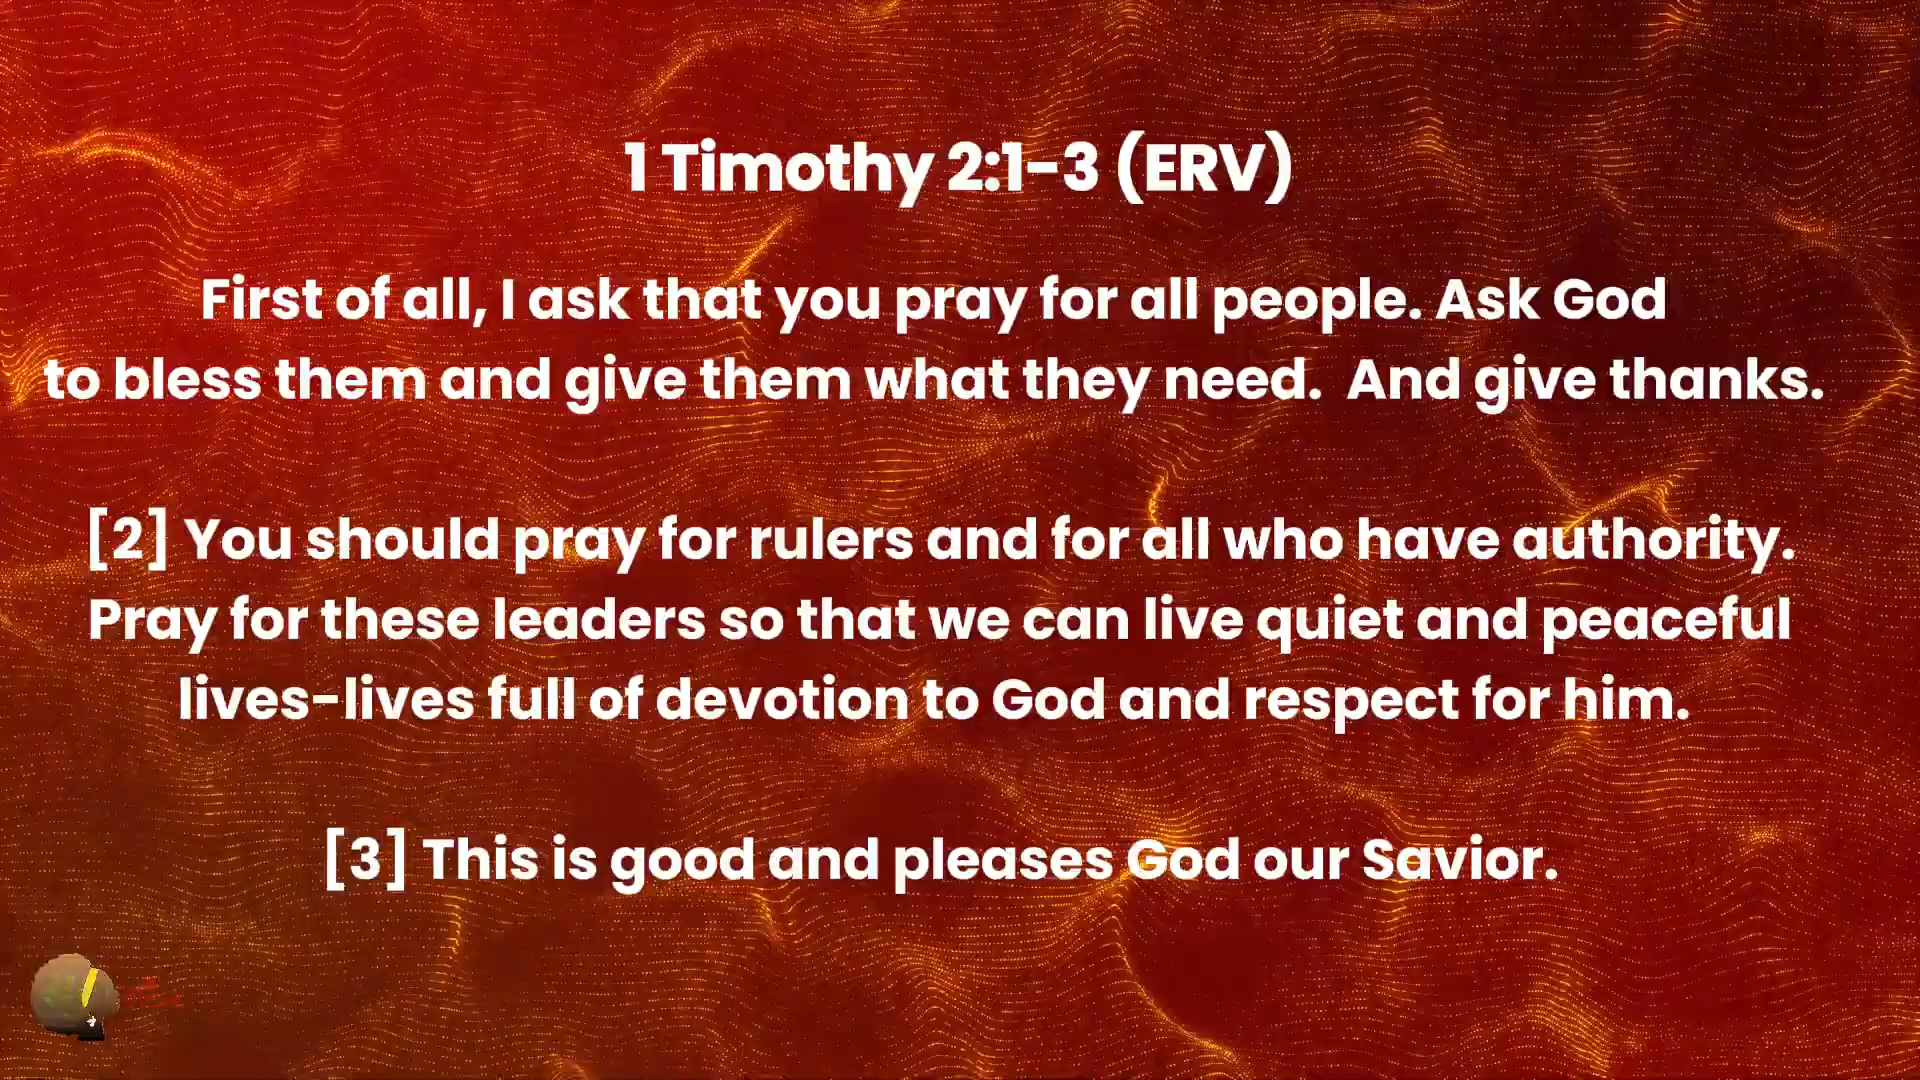 1 Timothy 2:1-3 (ERV)
First of all, I ask that you pray for all people. Ask God
to bless them and give them what they need.  And give thanks.
[2] You should pray for rulers and for all who have authority.
Pray for these leaders so that we can live quiet and peaceful
lives-lives full of devotion to God and respect for him.
[3] This is good and pleases God our Savior.